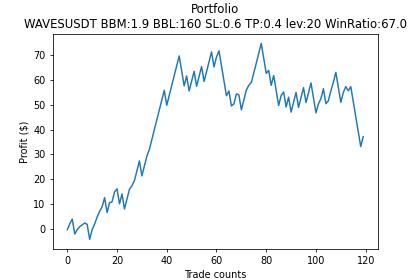 Portfolio
WAVESUSDT BBM:1.9 BBL:160 SL:0.6 TP:0.4 lev:20 WinRatio:67.0
70
60
50
40
30
20
10
0
Profit ($)
0 20 40 60 80 100 120
Trade counts